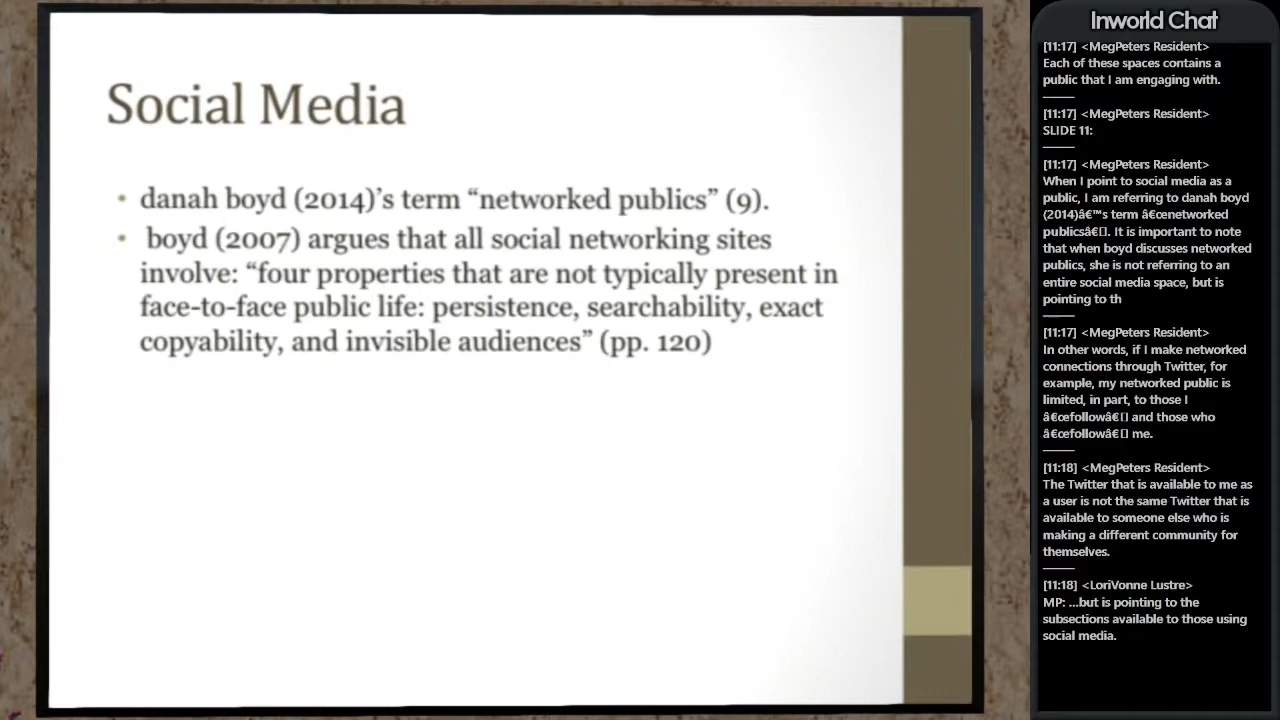 Social Media
• danah boyd (2014)’s term “networked publics” (9).
• boyd (2007) argues that all social networking sites
involve: “four properties that are not typically present in
face-to-face public life: persistence, searchability, exact
copyability, and invisible audiences” (pp. 120)
Inworld Chat
[11:17] <MegPeters Resident>
Each of these spaces contains a
public that I am engaging with.
[11:17] <MegPeters Resident>
SLIDE 11:
[11:17] <MegPeters Resident>
When I point to social media as a
public, I am referring to danah boyd
(2014)â€™s term â€œnetworked
publicsâ€▯. It is important to note
that when boyd discusses networked
publics, she is not referring to an
entire social media space, but is
pointing to th
[11:17] <MegPeters Resident>
In other words, if I make networked
connections through Twitter, for
example, my networked public is
limited, in part, to those I
â€œfollowâ€▯ and those who
â€œfollowâ€▯ me.
[11:18] <MegPeters Resident>
The Twitter that is available to me as
a user is not the same Twitter that is
available to someone else who is
making a different community for
themselves.
[11:18] <LoriVonne Lustre>
MP: ...but is pointing to the
subsections available to those using
social media.